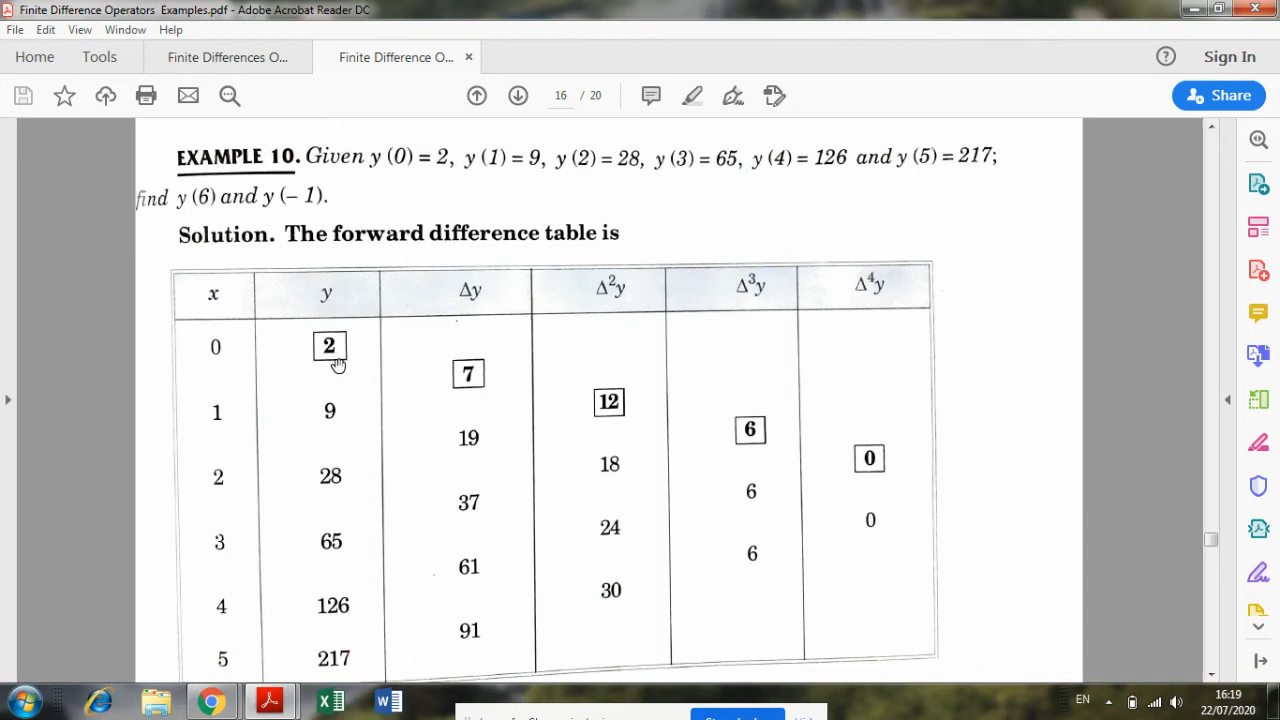 Finite Difference Operators Examples.pdf - Adobe Acrobat Reader DC
File Edit View Window Help
Home Tools Finite Differences O... Finite Difference O... × Sign In
16 / 20 Share
EXAMPLE 10. Given y (0) = 2, y (1) = 9, y (2) = 28, y (3) = 65, y (4) = 126 and y (5) = 217;
find y (6) and y (– 1).
Solution. The forward difference table is
x y Δy Δ²y Δ³y Δ⁴y
0 2
7
12
1 9
6
19
0
18
2 28
6
37
0
24
3 65
6
61
30
4 126
91
5 217
EN 16:19
22/07/2020